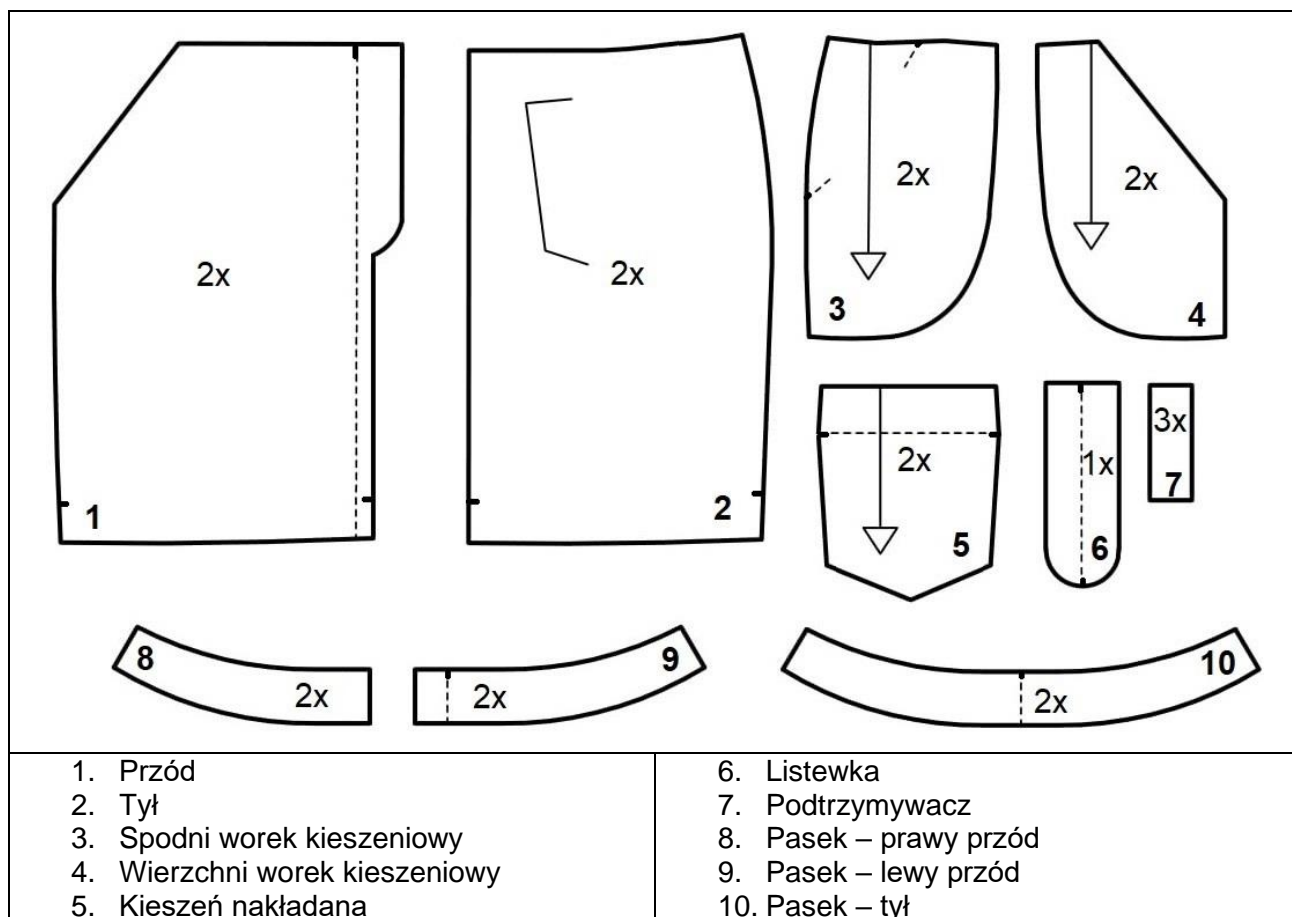 2x
1
2x
2
2x
3
2x
4
2x
5
1x
6
3x
7
8
2x
2x
9
2x
10
1. Przód
2. Tył
3. Spodni worek kieszeniowy
4. Wierzchni worek kieszeniowy
5. Kieszeń nakładana
6. Listewka
7. Podtrzymywacz
8. Pasek – prawy przód
9. Pasek – lewy przód
10. Pasek – tył